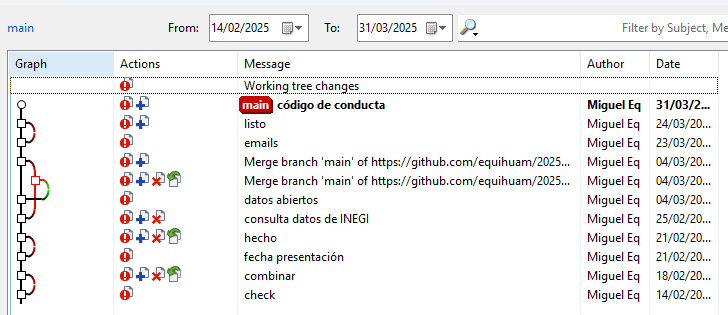 main From: 14/02/2025 To: 31/03/2025 Filter by Subject, Me
Graph Actions Message Author Date
Working tree changes
main código de conducta Miguel Eq 31/03/2...
listo Miguel Eq 24/03/20...
emails Miguel Eq 23/03/20...
Merge branch 'main' of https://github.com/equihuam/2025... Miguel Eq 04/03/20...
Merge branch 'main' of https://github.com/equihuam/2025... Miguel Eq 04/03/20...
datos abiertos Miguel Eq 04/03/20...
consulta datos de INEGI Miguel Eq 25/02/20...
hecho Miguel Eq 21/02/20...
fecha presentación Miguel Eq 21/02/20...
combinar Miguel Eq 18/02/20...
check Miguel Eq 14/02/20...